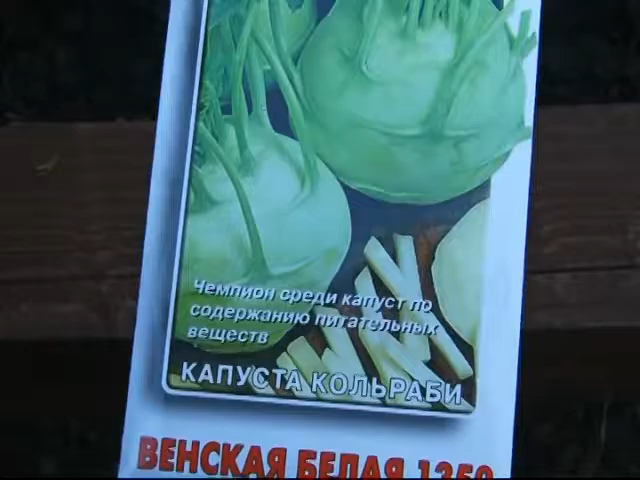 Чемпион среди капуст по
содержанию питательных
веществ
КАПУСТА КОЛЬРАБИ
ВЕНСКАЯ БЕЛАЯ 1350